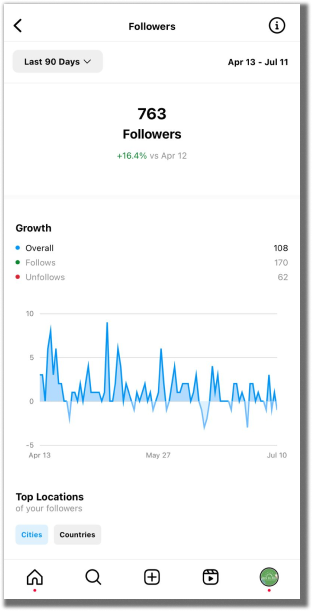 Followers
Last 90 Days
Apr 13 - Jul 11
763
Followers
+16.4% vs Apr 12
Growth
Overall 108
Follows 170
Unfollows 62
10
5
0
-5
Apr 13 May 27 Jul 10
Top Locations
of your followers
Cities Countries